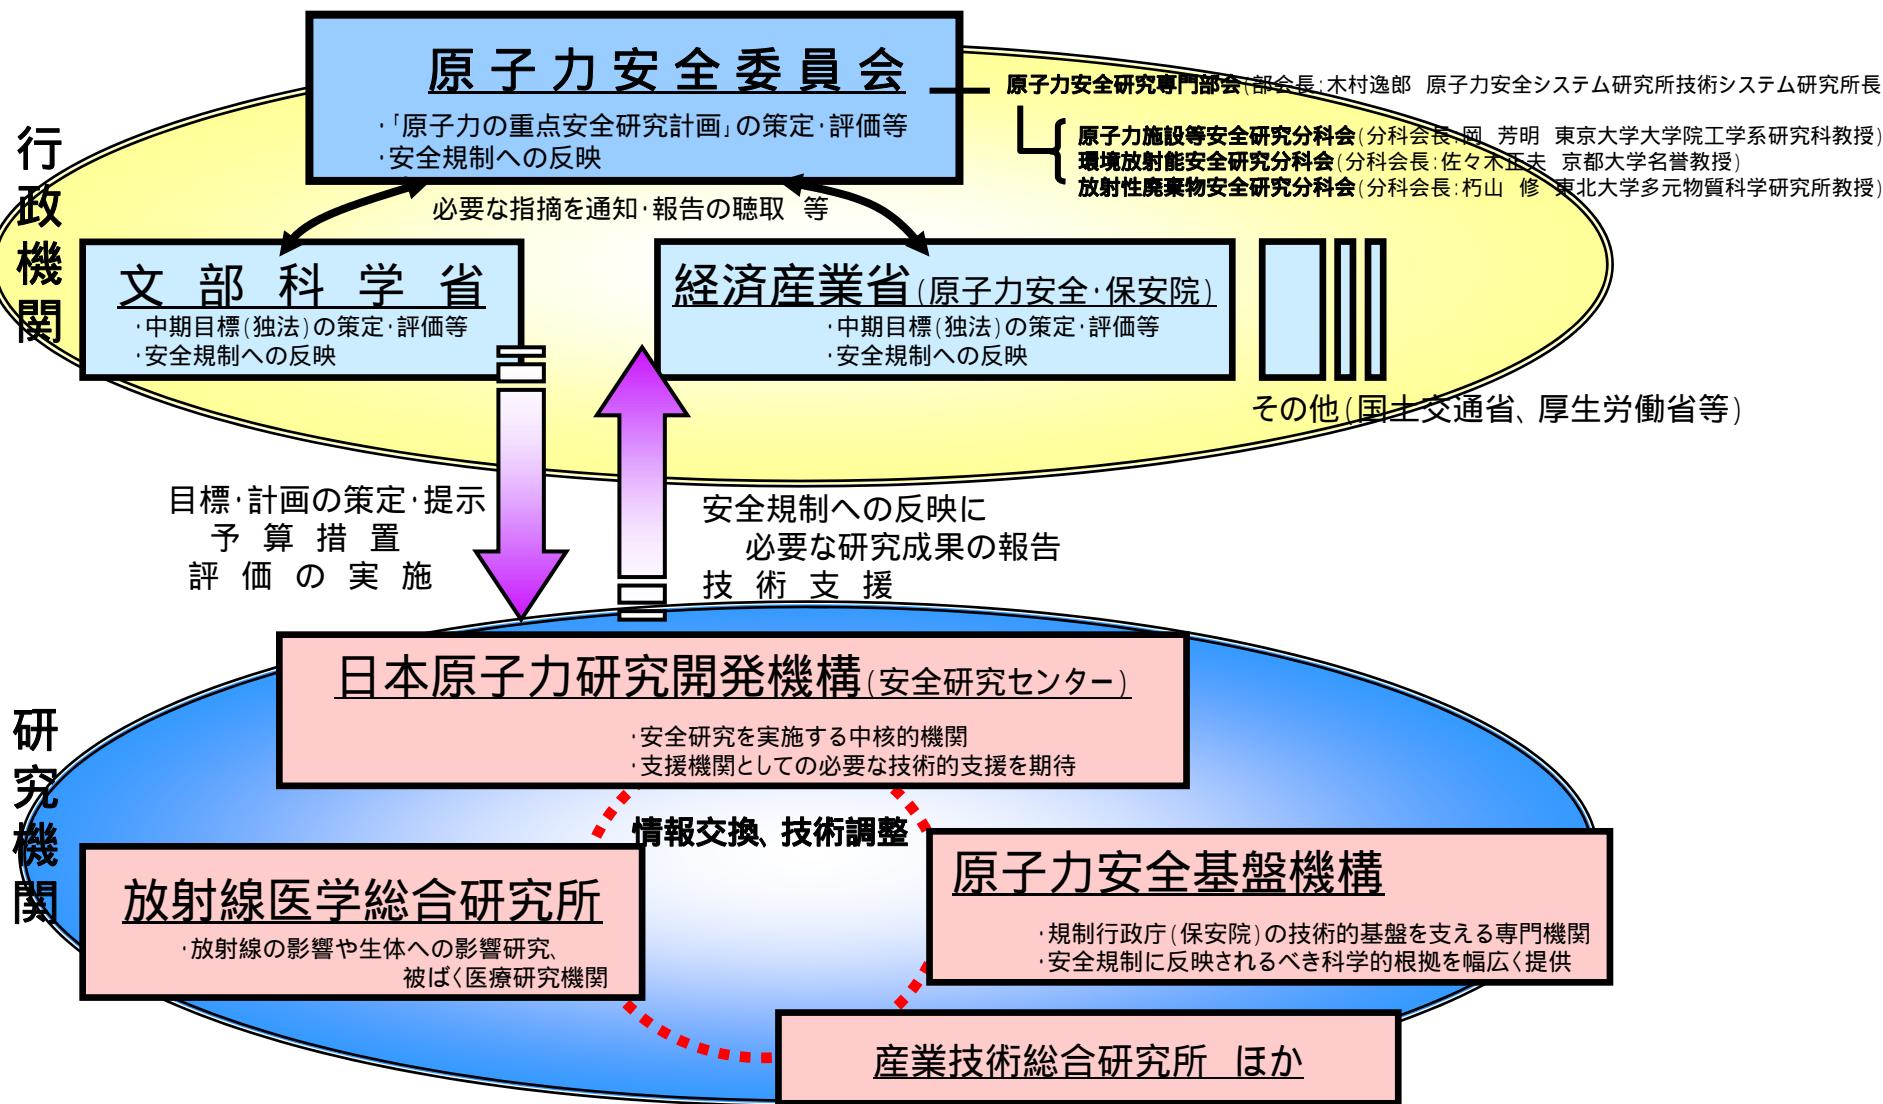 原子力安全委員会
・「原子力の重点安全研究計画」の策定・評価等
・安全規制への反映
原子力安全研究専門部会(部会長：木村逸郎 原子力安全システム研究所技術システム研究所長
原子力施設等安全研究分科会(分科会長：岡 芳明 東京大学大学院工学系研究科教授)
環境放射能安全研究分科会(分科会長：佐々木正夫 京都大学名誉教授)
放射性廃棄物安全研究分科会(分科会長：朽山 修 東北大学多元物質科学研究所教授)
行政機関
必要な指摘を通知・報告の聴取 等
文部科学省
・中期目標(独法)の策定・評価等
・安全規制への反映
経済産業省(原子力安全・保安院)
・中期目標(独法)の策定・評価等
・安全規制への反映
その他(国土交通省、厚生労働省等)
目標・計画の策定・提示
予算措置
評価の実施
安全規制への反映に
必要な研究成果の報告
技術支援
研究機関
日本原子力研究開発機構(安全研究センター)
・安全研究を実施する中核的機関
・支援機関としての必要な技術的支援を期待
情報交換、技術調整
放射線医学総合研究所
・放射線の影響や生体への影響研究、
被ばく医療研究機関
原子力安全基盤機構
・規制行政庁(保安院)の技術的基盤を支える専門機関
・安全規制に反映されるべき科学的根拠を幅広く提供
産業技術総合研究所 ほか